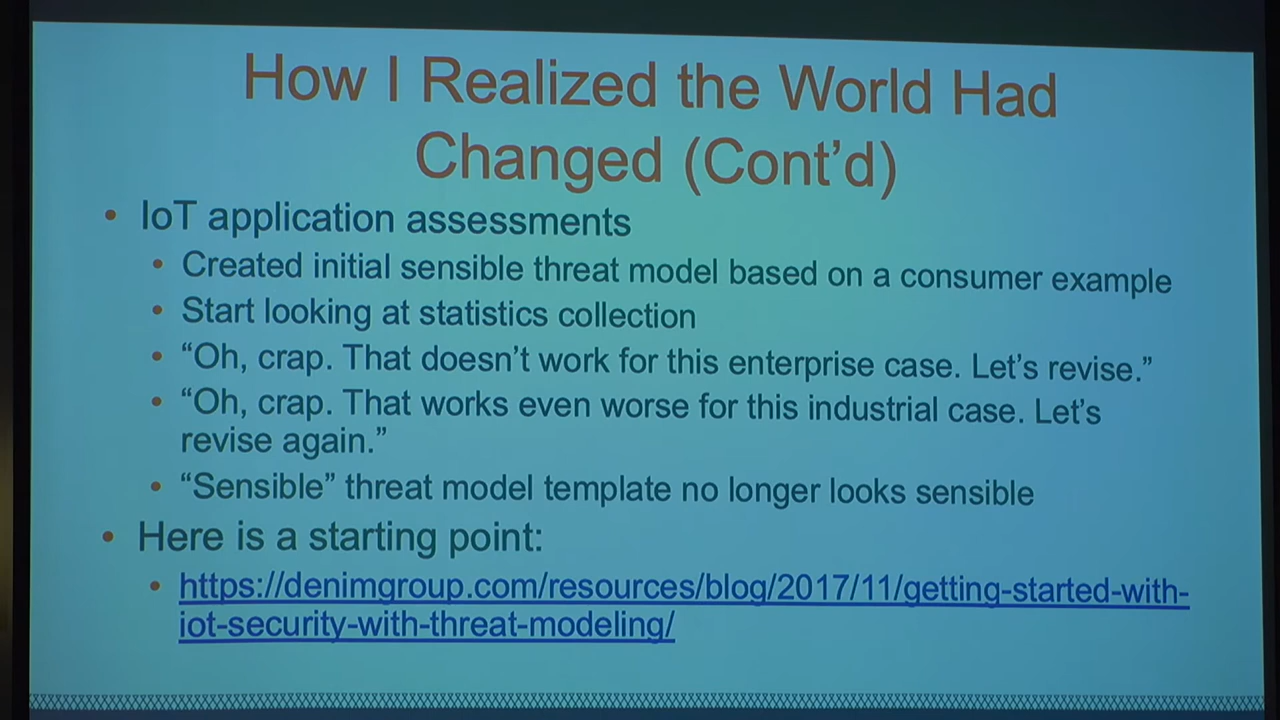 How I Realized the World Had
Changed (Cont’d)
• IoT application assessments
• Created initial sensible threat model based on a consumer example
• Start looking at statistics collection
• “Oh, crap. That doesn’t work for this enterprise case. Let’s revise.”
• “Oh, crap. That works even worse for this industrial case. Let’s
revise again.”
• “Sensible” threat model template no longer looks sensible
• Here is a starting point:
• https://denimgroup.com/resources/blog/2017/11/getting-started-with-
iot-security-with-threat-modeling/